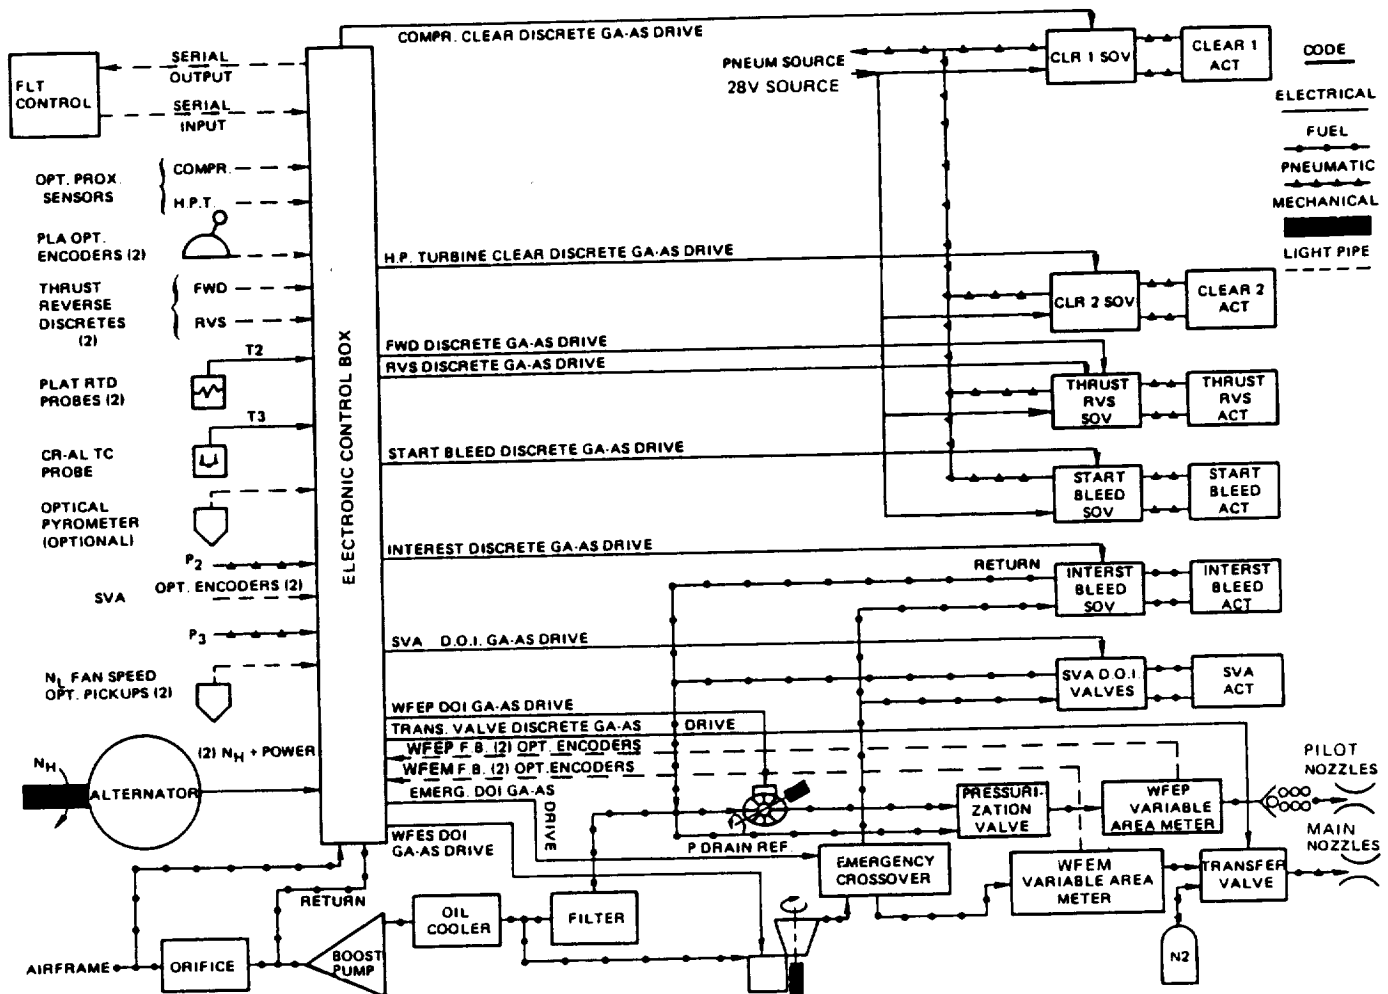 COMPR. CLEAR DISCRETE GA-AS DRIVE
FLT
CONTROL
SERIAL
OUTPUT
SERIAL
INPUT
PNEUM SOURCE
28V SOURCE
CLR 1 SOV
CLEAR 1
ACT
CODE
ELECTRICAL
FUEL
PNEUMATIC
MECHANICAL
LIGHT PIPE
OPT. PROX.
SENSORS
COMPR.
H.P.T.
PLA OPT.
ENCODERS (2)
THRUST
REVERSE
DISCRETES
(2)
FWD
RVS
PLAT RTD
PROBES (2)
T2
CR-AL TC
PROBE
T3
OPTICAL
PYROMETER
(OPTIONAL)
P2
SVA
OPT. ENCODERS (2)
P3
NL FAN SPEED
OPT. PICKUPS (2)
NH
ALTERNATOR
(2) NH + POWER
ELECTRONIC CONTROL BOX
H.P. TURBINE CLEAR DISCRETE GA-AS DRIVE
CLR 2 SOV
CLEAR 2
ACT
FWD DISCRETE GA-AS DRIVE
RVS DISCRETE GA-AS DRIVE
THRUST
RVS
SOV
THRUST
RVS
ACT
START BLEED DISCRETE GA-AS DRIVE
START
BLEED
SOV
START
BLEED
ACT
INTEREST DISCRETE GA-AS DRIVE
RETURN
INTERST
BLEED
SOV
INTERST
BLEED
ACT
SVA D.O.I. GA-AS DRIVE
SVA D.O.I.
VALVES
SVA
ACT
WFEP DOI GA-AS DRIVE
TRANS. VALVE DISCRETE GA-AS DRIVE
WFEP F.B. (2) OPT. ENCODERS
WFEM F.B. (2) OPT.ENCODERS
EMERG. DOI GA-AS
DRIVE
WFES DOI
GA-AS DRIVE
P DRAIN REF.
PRESSURI-
ZATION
VALVE
WFEP
VARIABLE
AREA METER
PILOT
NOZZLES
MAIN
NOZZLES
EMERGENCY
CROSSOVER
WFEM
VARIABLE AREA
METER
TRANSFER
VALVE
N2
RETURN
OIL
COOLER
FILTER
AIRFRAME
ORIFICE
BOOST
PUMP